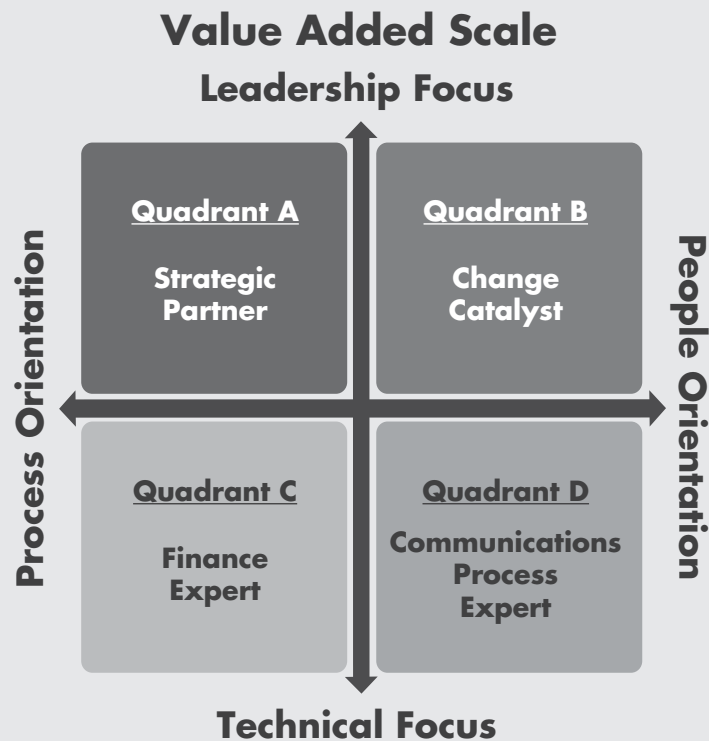 Value Added Scale
Leadership Focus
Process Orientation
Quadrant A
Strategic
Partner
Quadrant B
Change
Catalyst
People Orientation
Quadrant C
Finance
Expert
Quadrant D
Communications
Process
Expert
Technical Focus